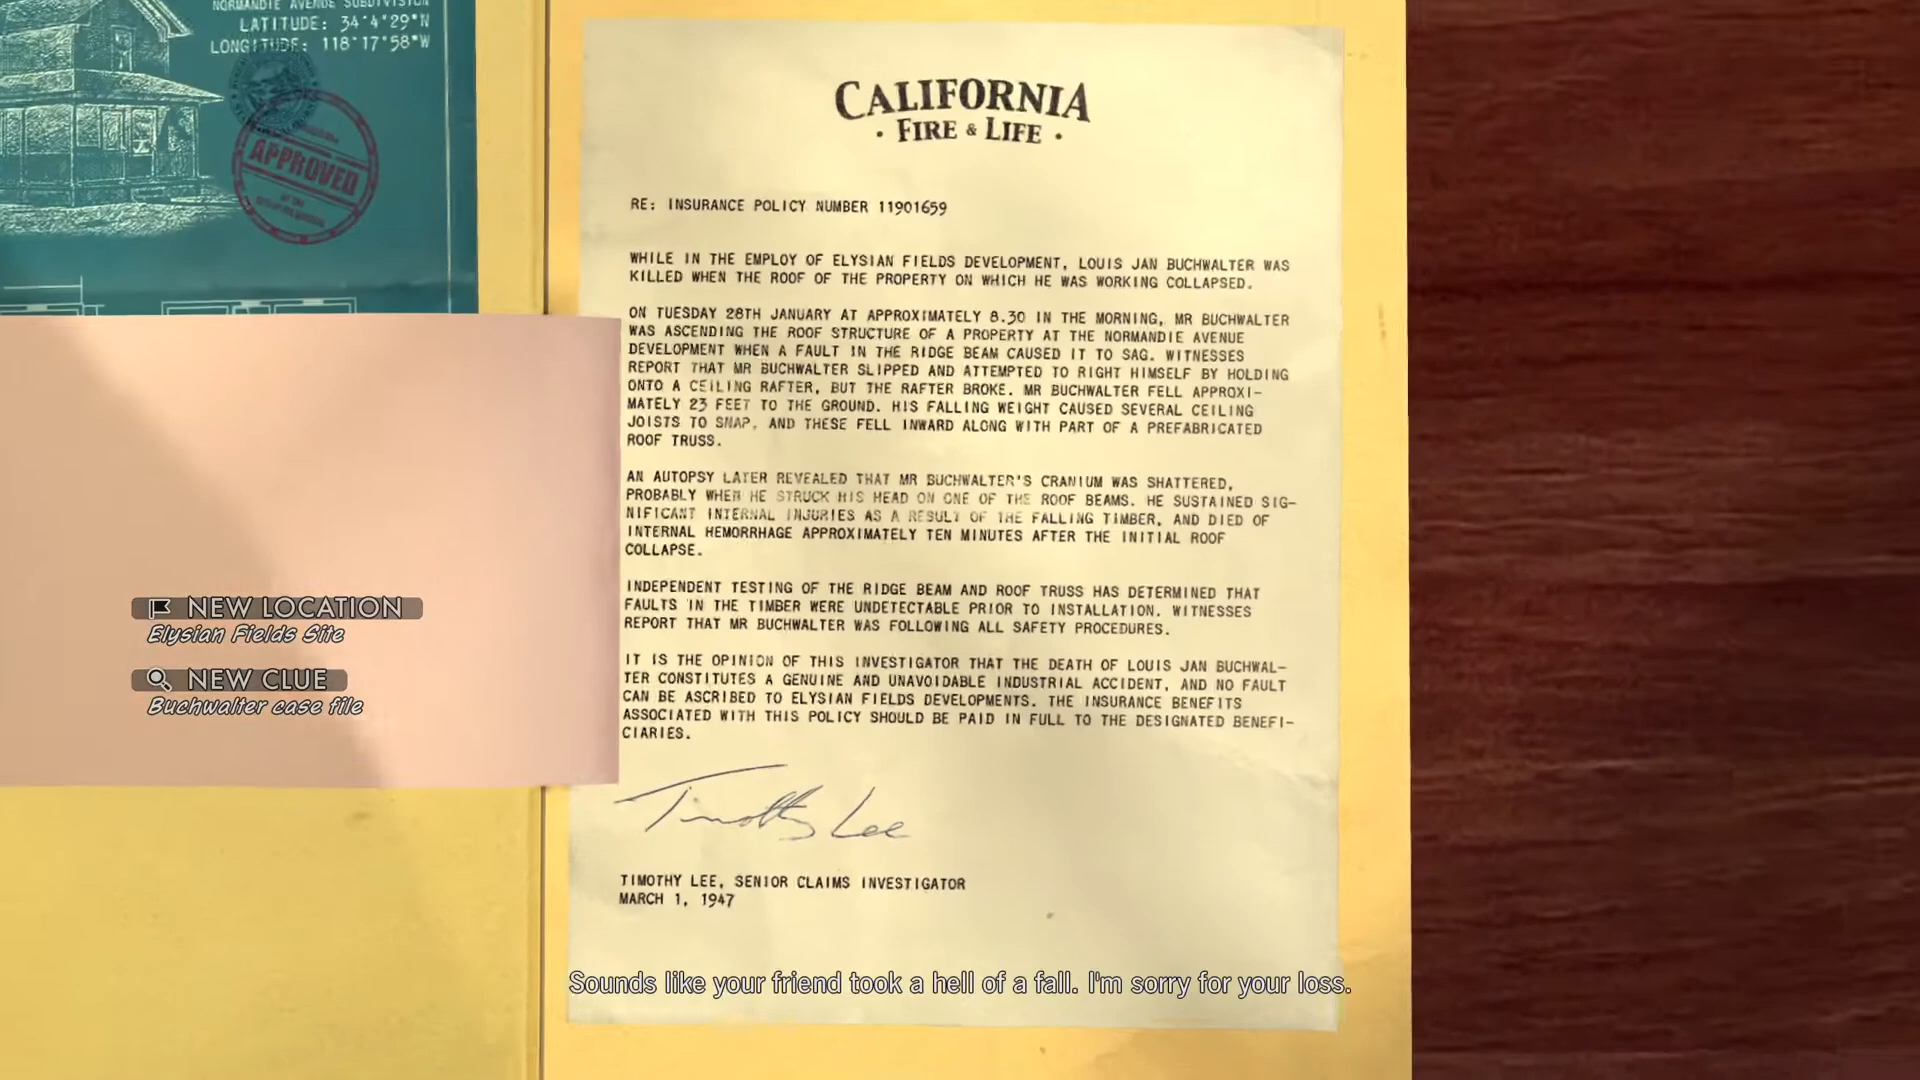 NORMANDIE AVENUE SUBDIVISION
LATITUDE: 34°4'29"N
LONGITUDE: 118°17'58"W
APPROVED
CALIFORNIA
· FIRE & LIFE ·
RE: INSURANCE POLICY NUMBER 11901659
WHILE IN THE EMPLOY OF ELYSIAN FIELDS DEVELOPMENT, LOUIS JAN BUCHWALTER WAS
KILLED WHEN THE ROOF OF THE PROPERTY ON WHICH HE WAS WORKING COLLAPSED.
ON TUESDAY 28TH JANUARY AT APPROXIMATELY 8.30 IN THE MORNING, MR BUCHWALTER
WAS ASCENDING THE ROOF STRUCTURE OF A PROPERTY AT THE NORMANDIE AVENUE
DEVELOPMENT WHEN A FAULT IN THE RIDGE BEAM CAUSED IT TO SAG. WITNESSES
REPORT THAT MR BUCHWALTER SLIPPED AND ATTEMPTED TO RIGHT HIMSELF BY HOLDING
ONTO A CEILING RAFTER, BUT THE RAFTER BROKE. MR BUCHWALTER FELL APPROXI-
MATELY 23 FEET TO THE GROUND. HIS FALLING WEIGHT CAUSED SEVERAL CEILING
JOISTS TO SNAP, AND THESE FELL INWARD ALONG WITH PART OF A PREFABRICATED
ROOF TRUSS.
AN AUTOPSY LATER REVEALED THAT MR BUCHWALTER'S CRANIUM WAS SHATTERED,
PROBABLY WHEN HE STRUCK HIS HEAD ON ONE OF THE ROOF BEAMS. HE SUSTAINED SIG-
NIFICANT INTERNAL INJURIES AS A RESULT OF THE FALLING TIMBER, AND DIED OF
INTERNAL HEMORRHAGE APPROXIMATELY TEN MINUTES AFTER THE INITIAL ROOF
COLLAPSE.
INDEPENDENT TESTING OF THE RIDGE BEAM AND ROOF TRUSS HAS DETERMINED THAT
FAULTS IN THE TIMBER WERE UNDETECTABLE PRIOR TO INSTALLATION. WITNESSES
REPORT THAT MR BUCHWALTER WAS FOLLOWING ALL SAFETY PROCEDURES.
IT IS THE OPINION OF THIS INVESTIGATOR THAT THE DEATH OF LOUIS JAN BUCHWAL-
TER CONSTITUTES A GENUINE AND UNAVOIDABLE INDUSTRIAL ACCIDENT, AND NO FAULT
CAN BE ASCRIBED TO ELYSIAN FIELDS DEVELOPMENTS. THE INSURANCE BENEFITS
ASSOCIATED WITH THIS POLICY SHOULD BE PAID IN FULL TO THE DESIGNATED BENEFI-
CIARIES.
Timothy Lee
TIMOTHY LEE, SENIOR CLAIMS INVESTIGATOR
MARCH 1, 1947
NEW LOCATION
Elysian Fields Site
NEW CLUE
Buchwalter case file
Sounds like your friend took a hell of a fall. I'm sorry for your loss.